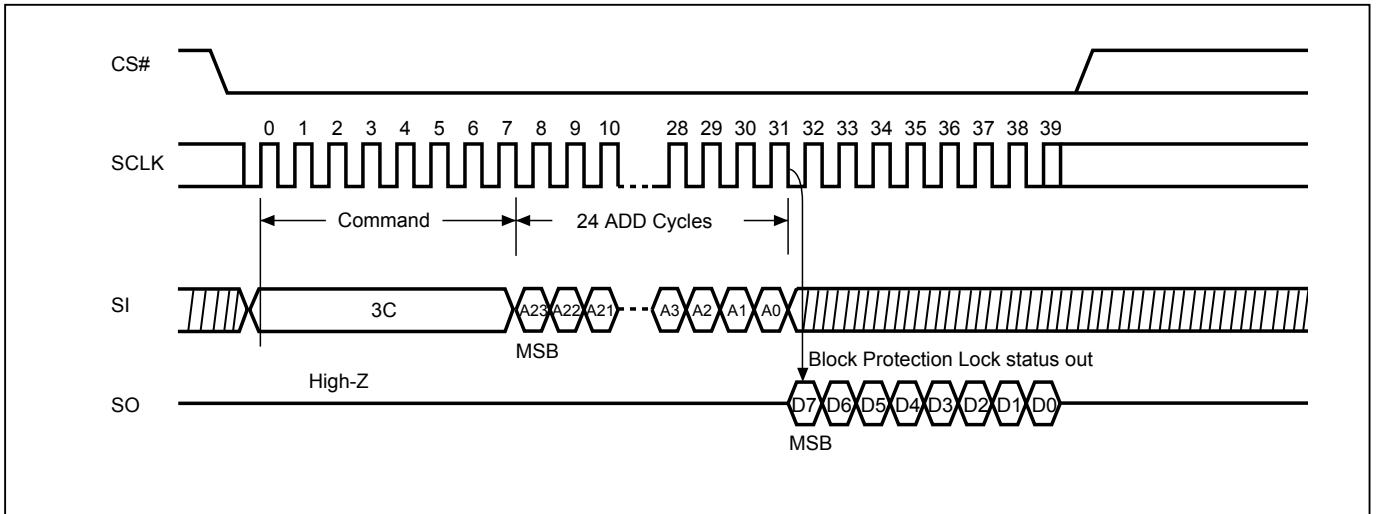 CS#
0 1 2 3 4 5 6 7 8 9 10 28 29 30 31 32 33 34 35 36 37 38 39
SCLK
Command 24 ADD Cycles
SI 3C A23 A22 A21 A3 A2 A1 A0
MSB
Block Protection Lock status out
High-Z
SO D7 D6 D5 D4 D3 D2 D1 D0
MSB